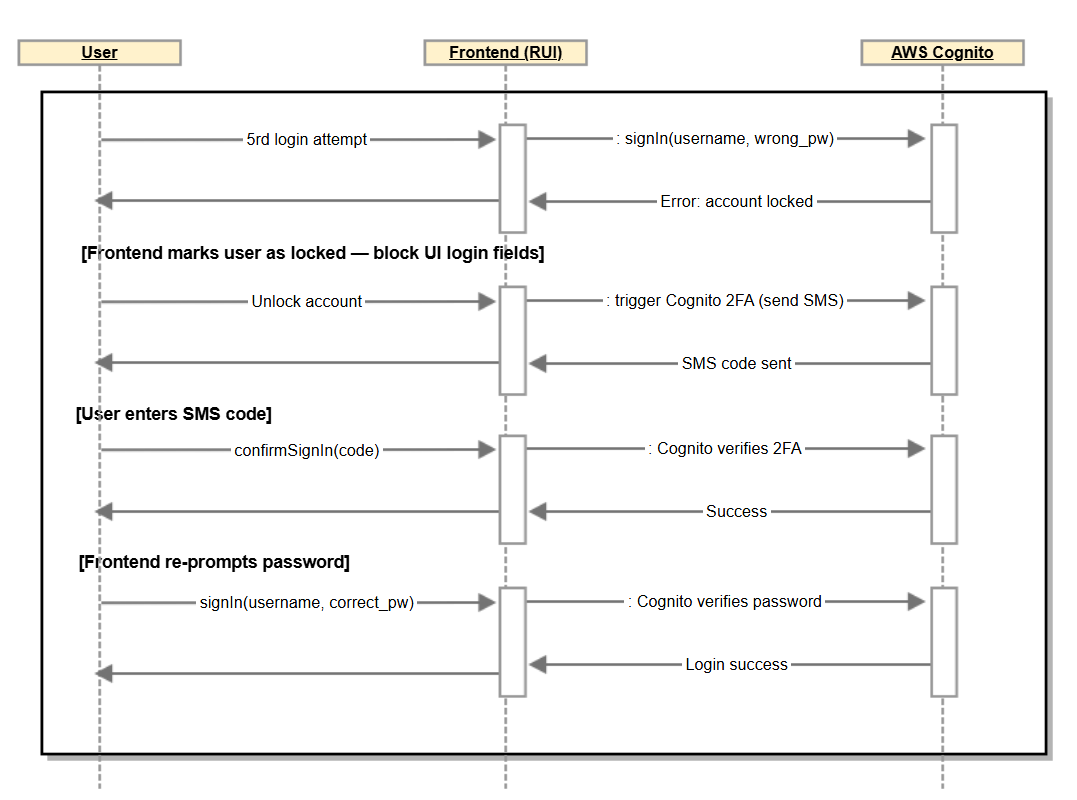 User
Frontend (RUI)
AWS Cognito
5rd login attempt
: signIn(username, wrong_pw)
Error: account locked
[Frontend marks user as locked — block UI login fields]
Unlock account
: trigger Cognito 2FA (send SMS)
SMS code sent
[User enters SMS code]
confirmSignIn(code)
: Cognito verifies 2FA
Success
[Frontend re-prompts password]
signIn(username, correct_pw)
: Cognito verifies password
Login success